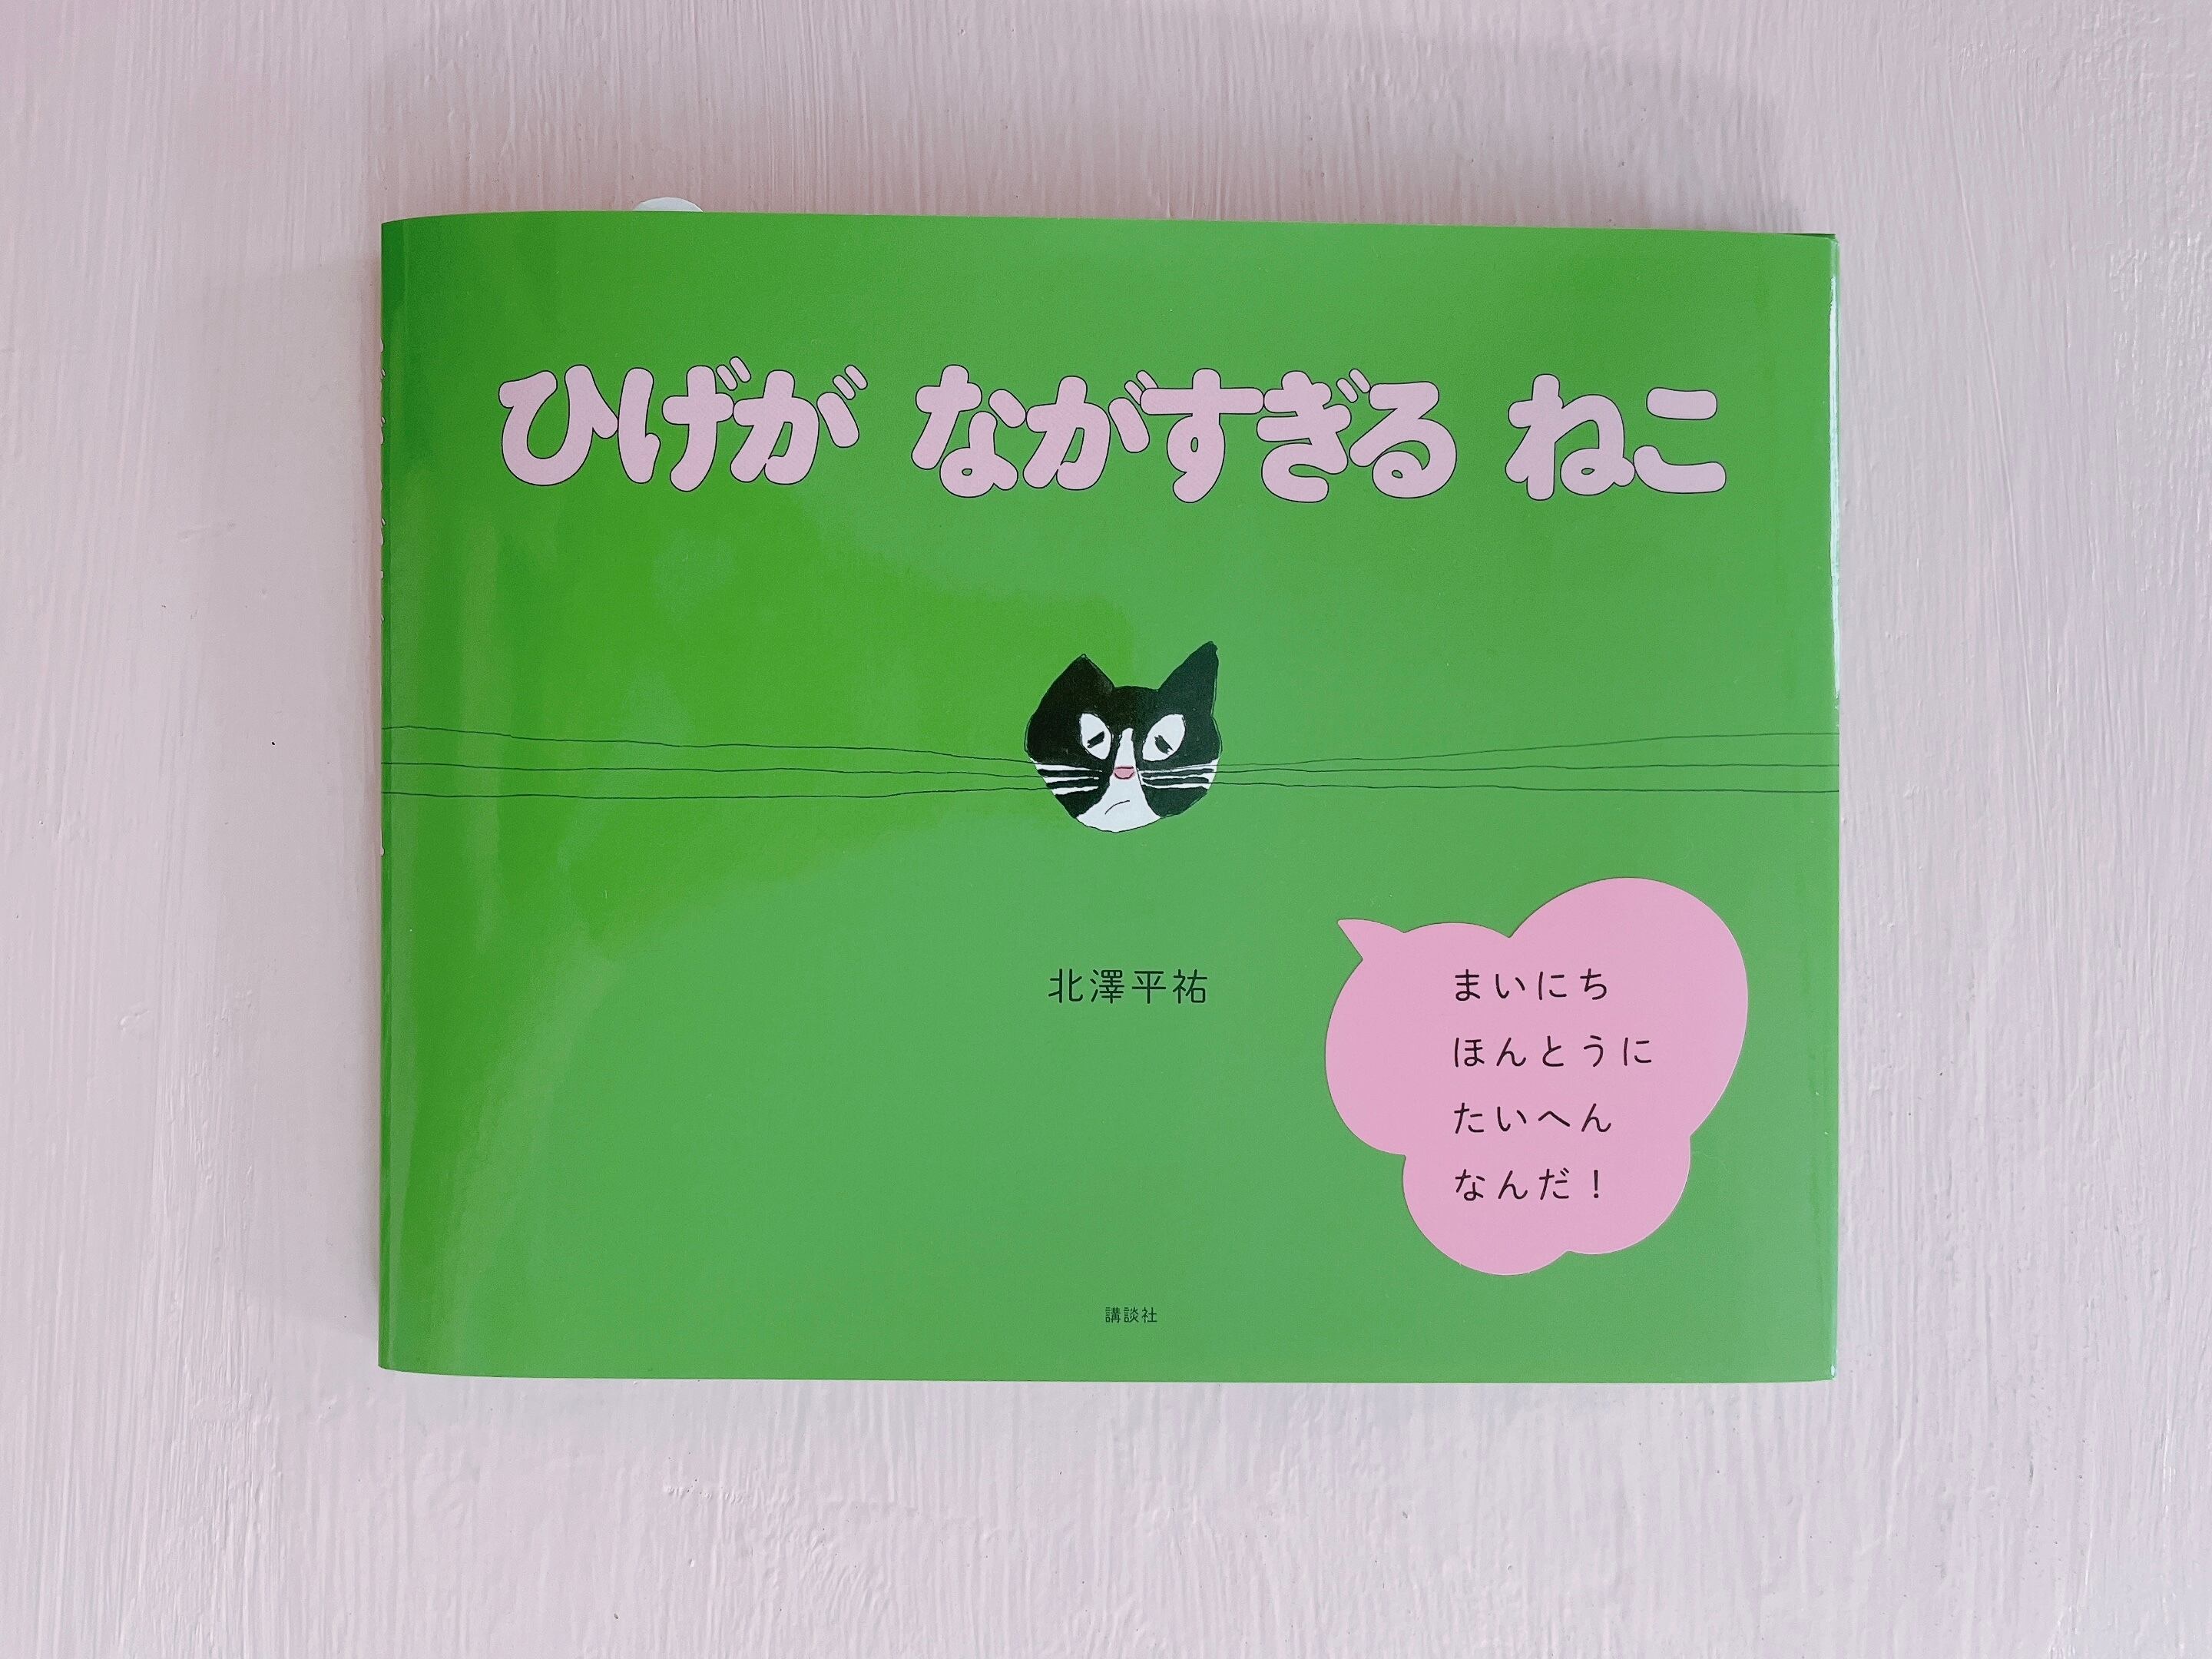 ひげが ながすぎる ねこ
北澤平祐
まいにち
ほんとうに
たいへん
なんだ！
講談社